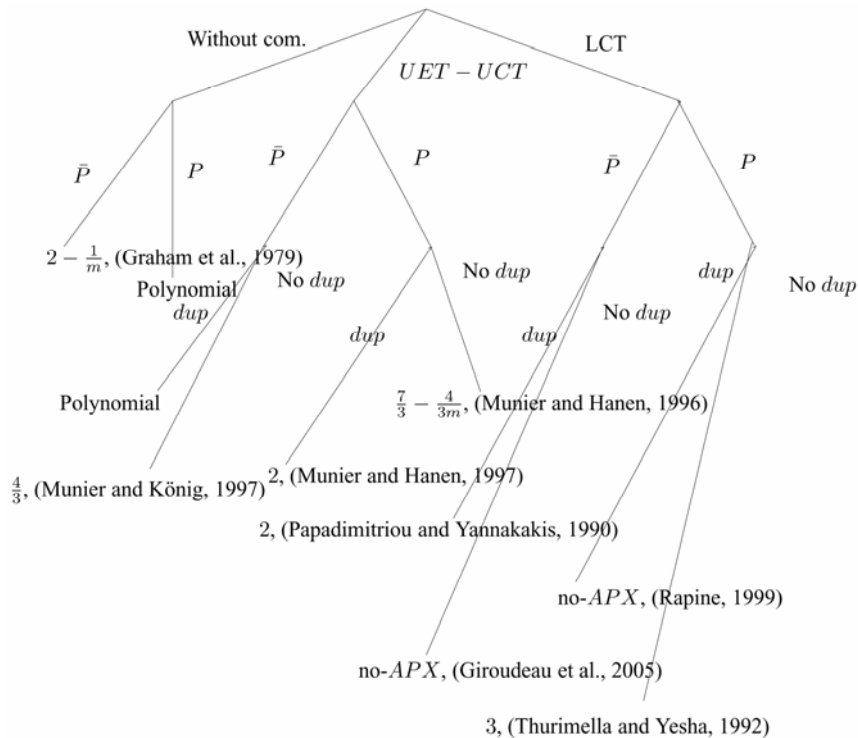 Without com.
LCT
UET − UCT
P̄
P
P̄
P
P̄
P
2 − 1/m, (Graham et al., 1979)
Polynomial
No dup
No dup
dup
No dup
dup
No dup
dup
dup
Polynomial
7/3 − 4/3m, (Munier and Hanen, 1996)
4/3, (Munier and König, 1997)
2, (Munier and Hanen, 1997)
2, (Papadimitriou and Yannakakis, 1990)
no-APX, (Rapine, 1999)
no-APX, (Giroudeau et al., 2005)
3, (Thurimella and Yesha, 1992)